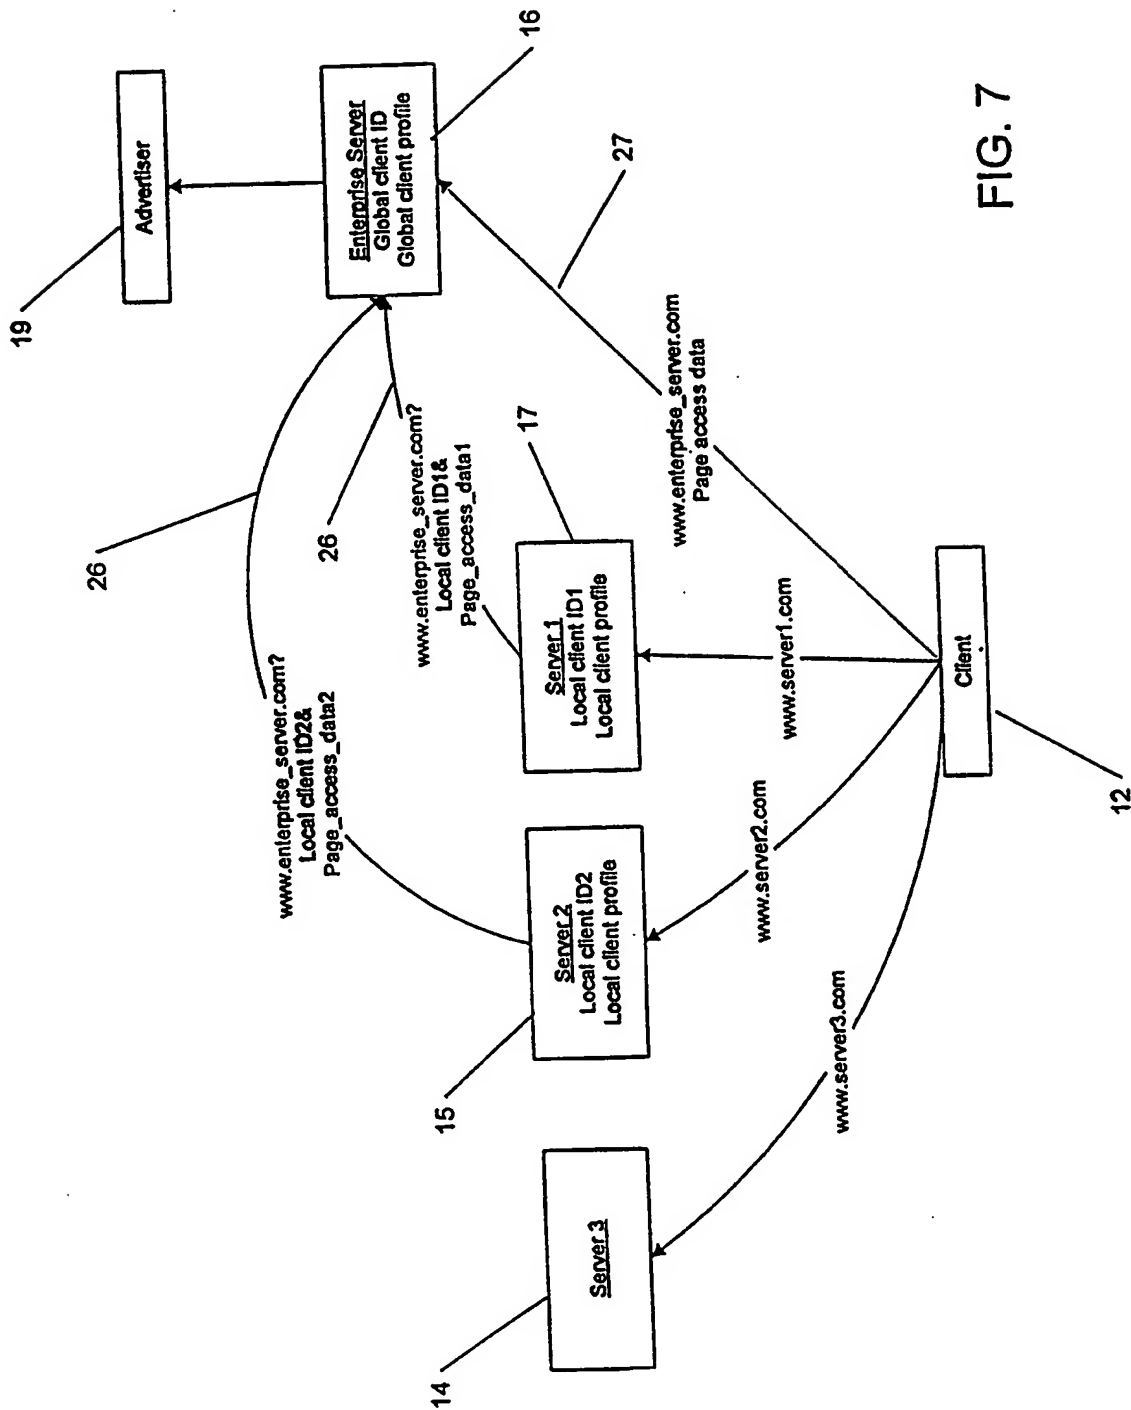 19
Advertiser
16
Enterprise Server
Global client ID
Global client profile
26
26
27
www.enterprise_server.com?
Local client ID2&
Page_access_data2
www.enterprise_server.com?
Local client ID1&
Page_access_data1
www.enterprise_server.com
Page access data
14
Server 3
15
Server 2
Local client ID2
Local client profile
17
Server 1
Local client ID1
Local client profile
www.server3.com
www.server2.com
www.server1.com
12
Client
FIG. 7